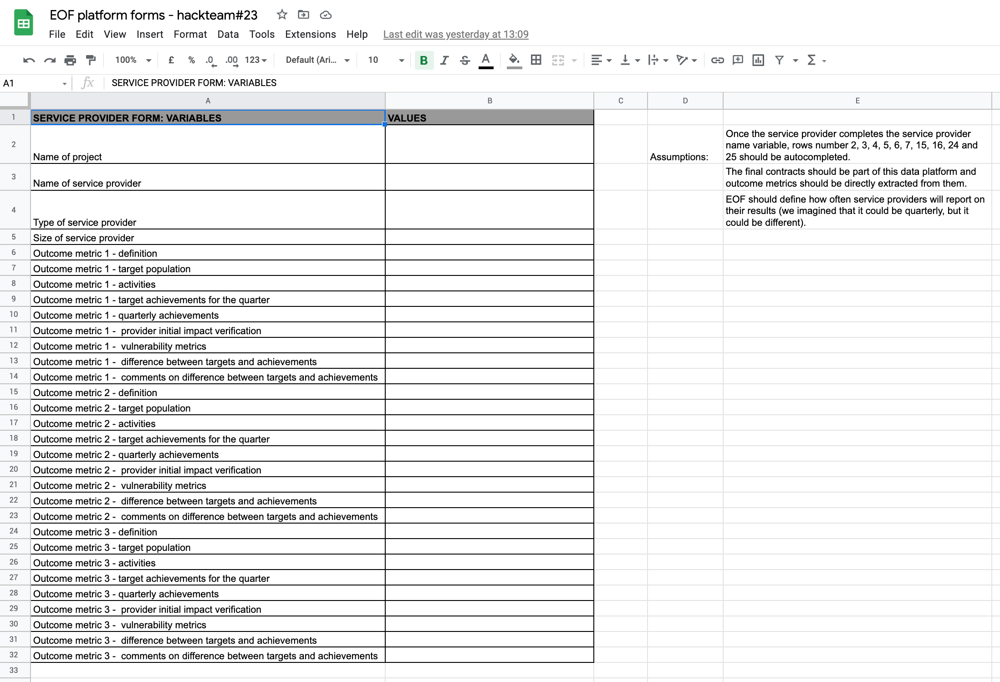 EOF platform forms - hackteam#23
File Edit View Insert Format Data Tools Extensions Help Last edit was yesterday at 13:09
100% £ % .0 .00 123 Default (Ari... 10 B I S A
A1 fx SERVICE PROVIDER FORM: VARIABLES
A B C D E
1 SERVICE PROVIDER FORM: VARIABLES VALUES
2 Name of project Assumptions: Once the service provider completes the service provider
name variable, rows number 2, 3, 4, 5, 6, 7, 15, 16, 24 and
25 should be autocompleted.
3 Name of service provider The final contracts should be part of this data platform and
outcome metrics should be directly extracted from them.
4 Type of service provider EOF should define how often service providers will report on
their results (we imagined that it could be quarterly, but it
could be different).
5 Size of service provider
6 Outcome metric 1 - definition
7 Outcome metric 1 - target population
8 Outcome metric 1 - activities
9 Outcome metric 1 - target achievements for the quarter
10 Outcome metric 1 - quarterly achievements
11 Outcome metric 1 -  provider initial impact verification
12 Outcome metric 1 -  vulnerability metrics
13 Outcome metric 1 -  difference between targets and achievements
14 Outcome metric 1 -  comments on difference between targets and achievements
15 Outcome metric 2 - definition
16 Outcome metric 2 - target population
17 Outcome metric 2 - activities
18 Outcome metric 2 - target achievements for the quarter
19 Outcome metric 2 - quarterly achievements
20 Outcome metric 2 -  provider initial impact verification
21 Outcome metric 2 -  vulnerability metrics
22 Outcome metric 2 -  difference between targets and achievements
23 Outcome metric 2 -  comments on difference between targets and achievements
24 Outcome metric 3 - definition
25 Outcome metric 3 - target population
26 Outcome metric 3 - activities
27 Outcome metric 3 - target achievements for the quarter
28 Outcome metric 3 - quarterly achievements
29 Outcome metric 3 -  provider initial impact verification
30 Outcome metric 3 -  vulnerability metrics
31 Outcome metric 3 -  difference between targets and achievements
32 Outcome metric 3 -  comments on difference between targets and achievements
33